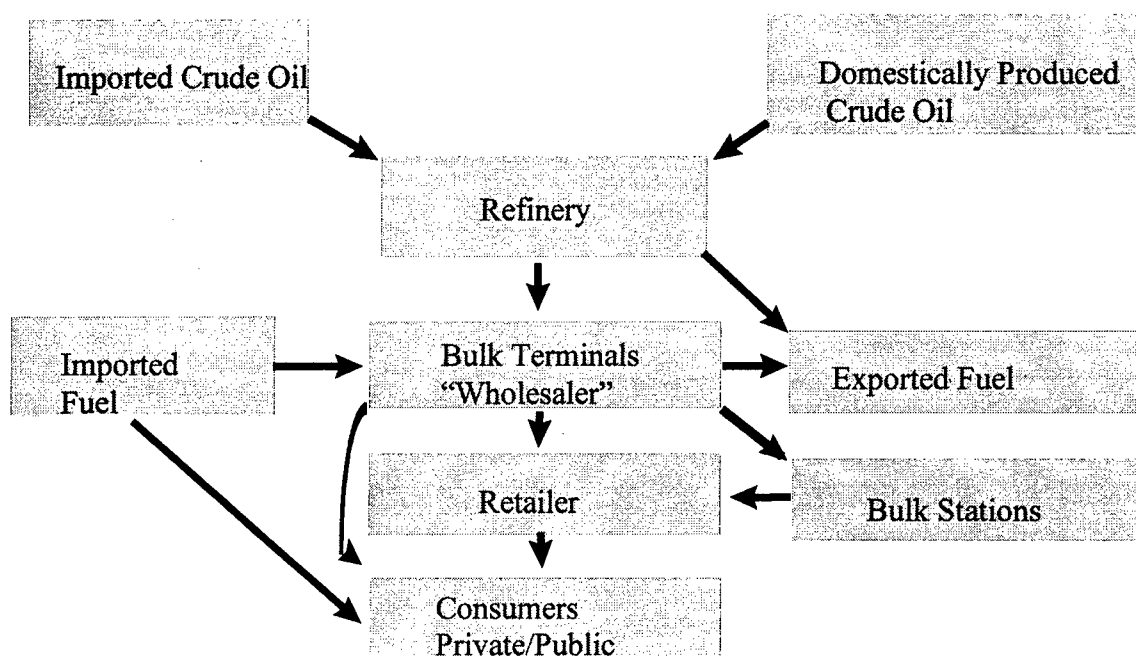 Imported Crude Oil
Domestically Produced
Crude Oil
Refinery
Imported
Fuel
Bulk Terminals
“Wholesaler”
Exported Fuel
Retailer
Bulk Stations
Consumers
Private/Public